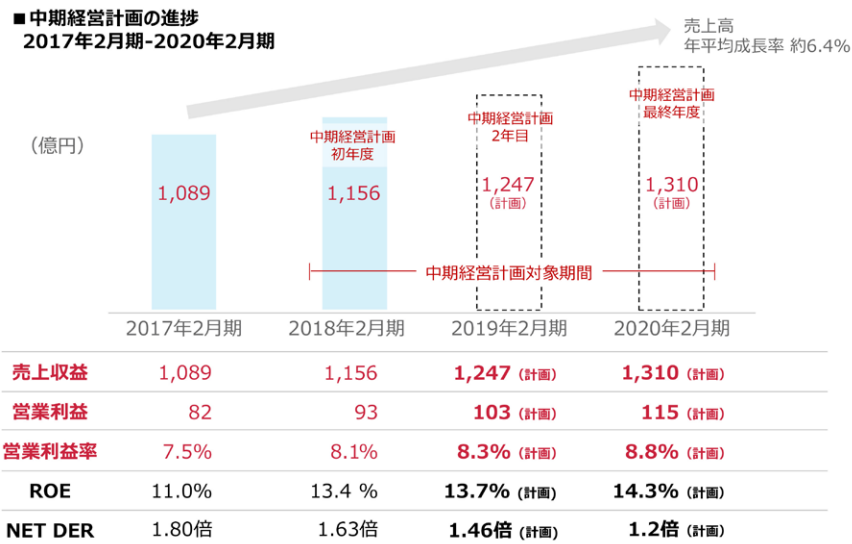 ■中期経営計画の進捗
2017年2月期-2020年2月期
売上高
年平均成長率 約6.4%
（億円）
中期経営計画
初年度
中期経営計画
2年目
中期経営計画
最終年度
1,089
1,156
1,247
（計画）
1,310
（計画）
中期経営計画対象期間
2017年2月期 2018年2月期 2019年2月期 2020年2月期
売上収益 1,089 1,156 1,247（計画） 1,310（計画）
営業利益 82 93 103（計画） 115（計画）
営業利益率 7.5% 8.1% 8.3%（計画） 8.8%（計画）
ROE 11.0% 13.4 % 13.7%（計画） 14.3%（計画）
NET DER 1.80倍 1.63倍 1.46倍（計画） 1.2倍（計画）